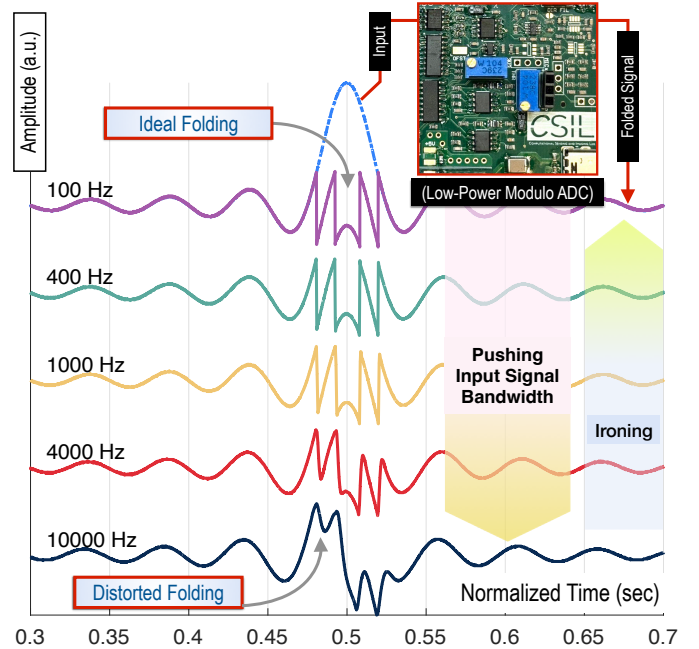 Amplitude (a.u.)
Input
Folded Signal
Ideal Folding
W104
CSIL
(Low-Power Modulo ADC)
100 Hz
400 Hz
1000 Hz
4000 Hz
10000 Hz
Pushing
Input Signal
Bandwidth
Ironing
Distorted Folding
Normalized Time (sec)
0.3 0.35 0.4 0.45 0.5 0.55 0.6 0.65 0.7